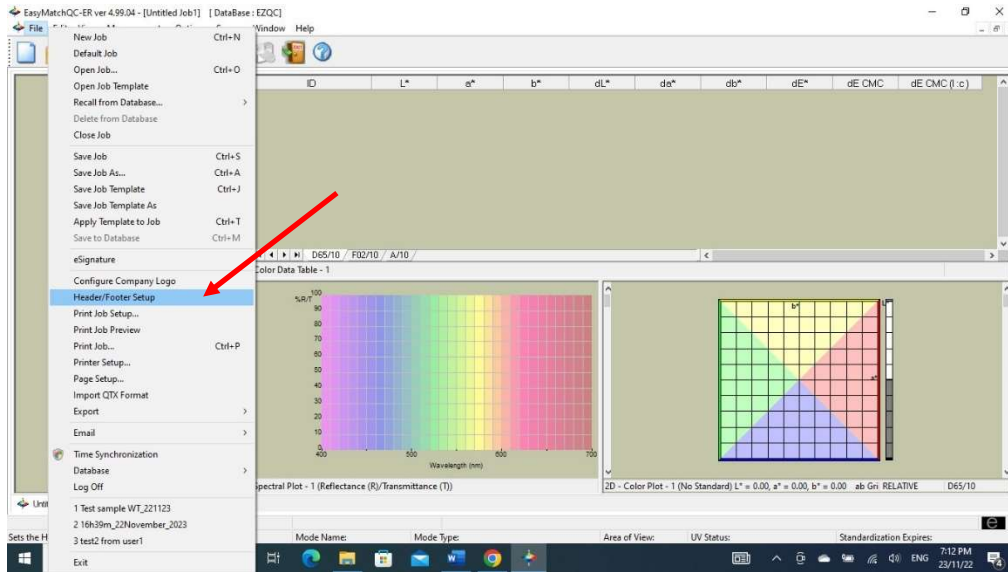 EasyMatchQC-ER ver 4.99.04 - [Untitled Job1] [ DataBase : EZQC]
File Window Help
New Job Ctrl+N
Default Job
Open Job... Ctrl+O
Open Job Template
Recall from Database... >
Delete from Database
Close Job
Save Job Ctrl+S
Save Job As... Ctrl+A
Save Job Template Ctrl+J
Save Job Template As
Apply Template to Job Ctrl+T
Save to Database Ctrl+M
eSignature
Configure Company Logo
Header/Footer Setup
Print Job Setup...
Print Job Preview
Print Job... Ctrl+P
Printer Setup...
Page Setup...
Import QTX Format
Export >
Email >
Time Synchronization
Database >
Log Off
1 Test sample WT_221123
2 16h39m_22November_2023
3 test2 from user1
Exit
ID L* a* b* dL* da* db* dE* dE CMC dE CMC (l :c )
D65/10 F02/10 A/10
Color Data Table - 1
%R/T
100
90
80
70
60
50
40
30
20
10
0
400 500 600 700
Wavelength (nm)
Spectral Plot - 1 (Reflectance (R)/Transmittance (T))
b*
L*
a*
2D - Color Plot - 1 (No Standard) L* = 0.00, a* = 0.00, b* = 0.00 ab Gri RELATIVE D65/10
Sets the H Mode Name: Mode Type: Area of View: UV Status: Standardization Expires:
ENG
7:12 PM
23/11/22